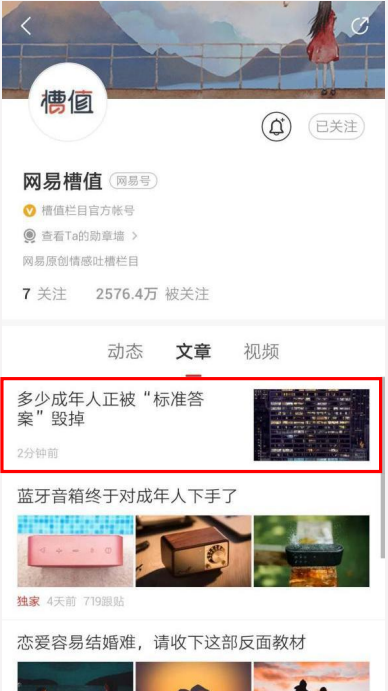 槽值
已关注
网易槽值 网易号
槽值栏目官方帐号
查看Ta的勋章墙 >
网易原创情感吐槽栏目
7 关注 2576.4万 被关注
动态 文章 视频
多少成年人正被“标准答
案”毁掉
2分钟前
蓝牙音箱终于对成年人下手了
独家 4天前 719跟贴
恋爱容易结婚难，请收下这部反面教材